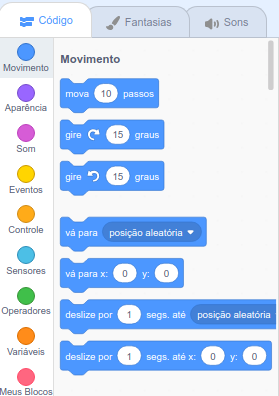 Código Fantasias Sons
Movimento
Aparência
Som
Eventos
Controle
Sensores
Operadores
Variáveis
Meus Blocos
Movimento
mova 10 passos
gire 15 graus
gire 15 graus
vá para posição aleatória
vá para x: 0 y: 0
deslize por 1 segs. até posição aleatória
deslize por 1 segs. até x: 0 y: 0